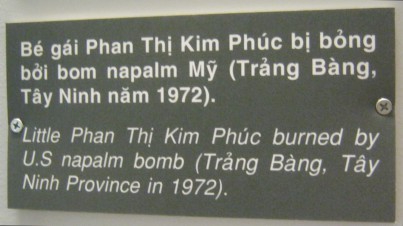 Bé gái Phan Thị Kim Phúc bị bỏng
bởi bom napalm Mỹ (Trảng Bàng,
Tây Ninh năm 1972).
Little Phan Thị Kim Phúc burned by
U.S napalm bomb (Trảng Bàng, Tây
Ninh Province in 1972).